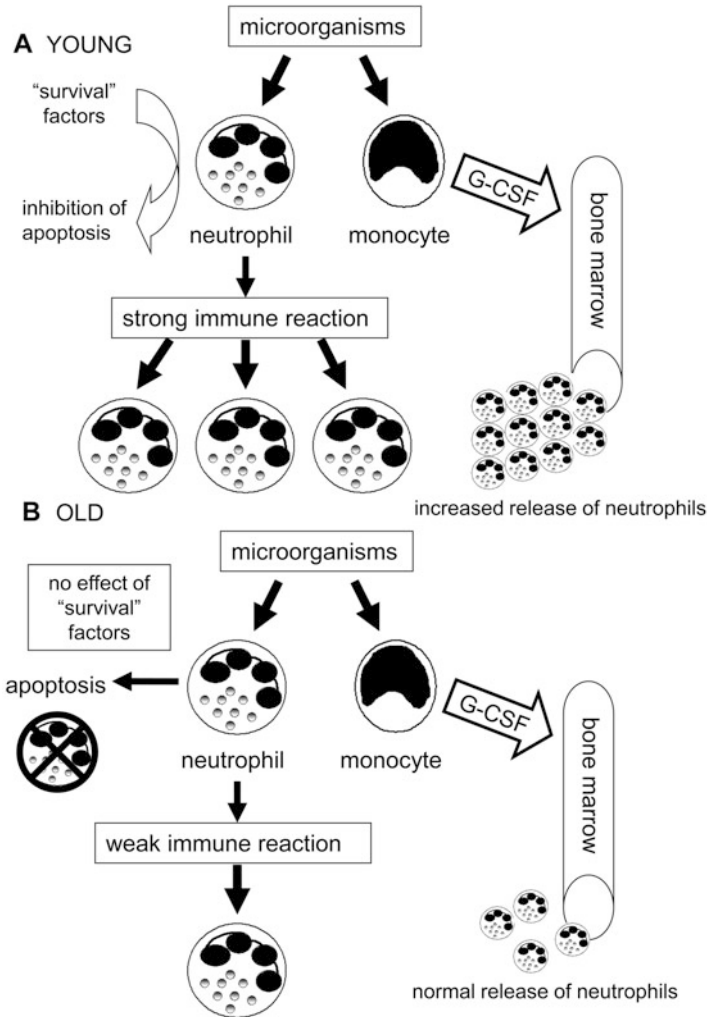 microorganisms
A YOUNG
“survival”
factors
inhibition of
apoptosis
neutrophil
monocyte
G-CSF
bone marrow
strong immune reaction
increased release of neutrophils
B OLD
microorganisms
no effect of
“survival”
factors
apoptosis
neutrophil
monocyte
G-CSF
bone marrow
weak immune reaction
normal release of neutrophils